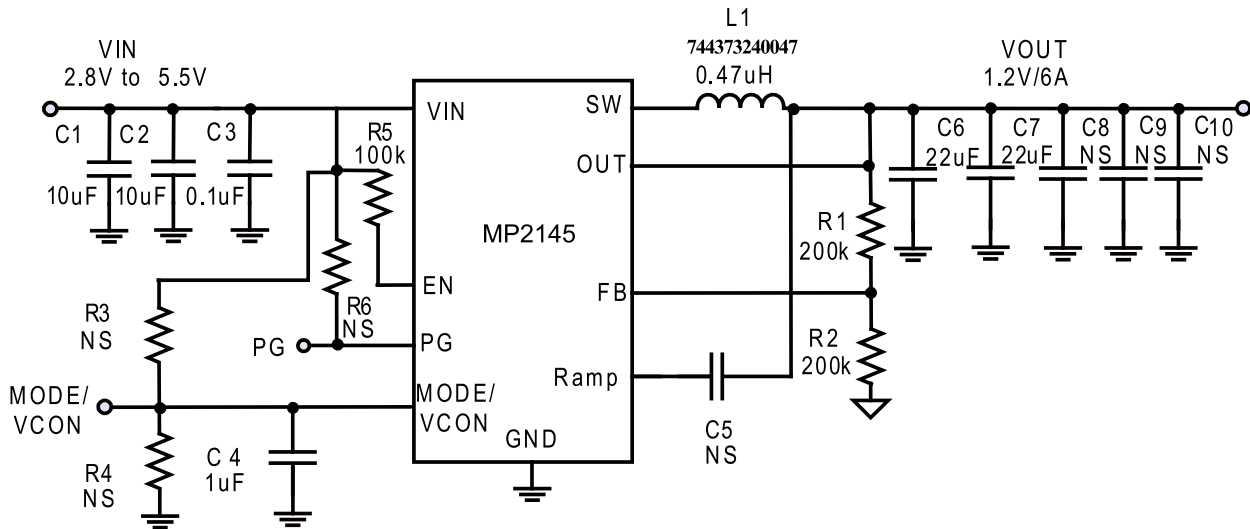 L1
744373240047
0.47uH
VIN
2.8V to 5.5V
VOUT
1.2V/6A
C1
C2
C3
10uF
10uF
0.1uF
R5
100k
VIN
SW
OUT
MP2145
EN
FB
PG
Ramp
MODE/
VCON
GND
C6
22uF
C7
22uF
C8
NS
C9
NS
C10
NS
R1
200k
R2
200k
R3
NS
R6
NS
PG
MODE/
VCON
R4
NS
C 4
1uF
C5
NS